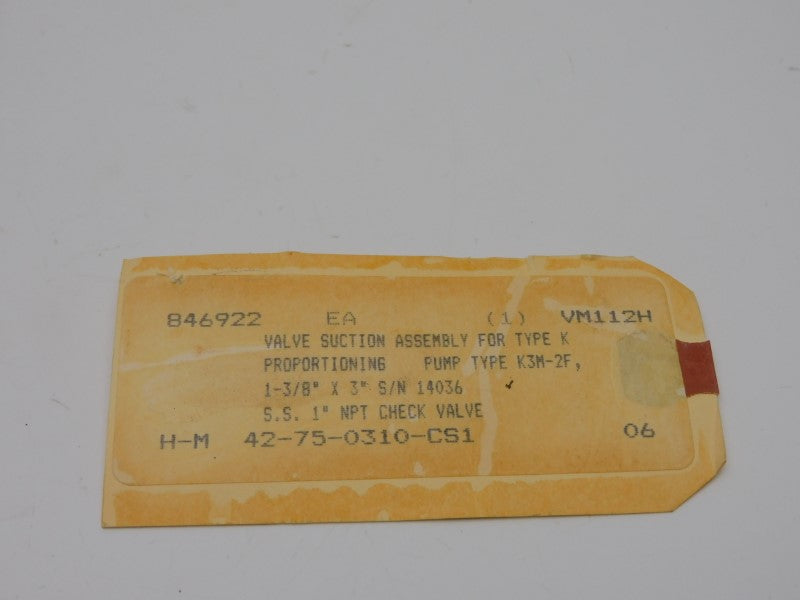 846922 EA (1) VM112H
VALVE SUCTION ASSEMBLY FOR TYPE K
PROPORTIONING PUMP TYPE K3M-2F,
1-3/8" X 3" S/N 14036
S.S. 1" NPT CHECK VALVE
H-M 42-75-0310-CS1 06